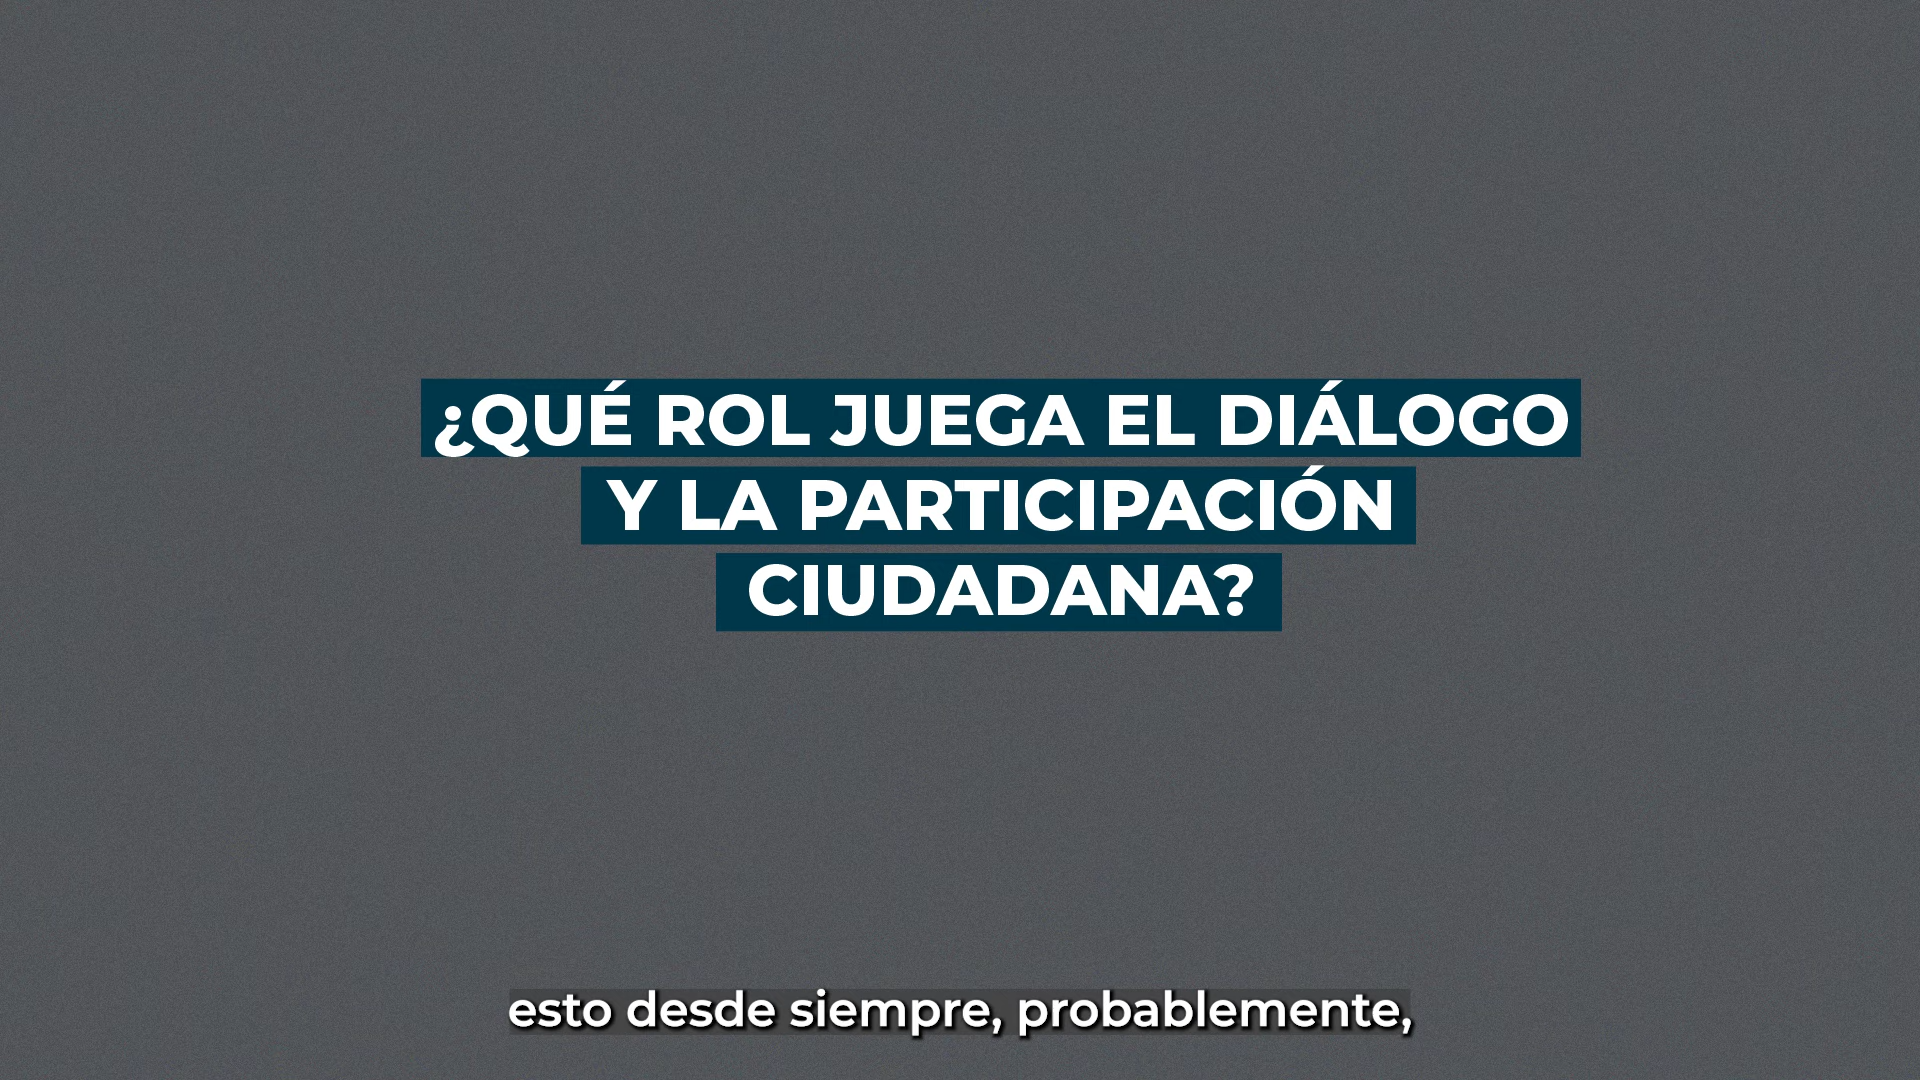 ¿QUÉ ROL JUEGA EL DIÁLOGO
Y LA PARTICIPACIÓN
CIUDADANA?
esto desde siempre, probablemente,